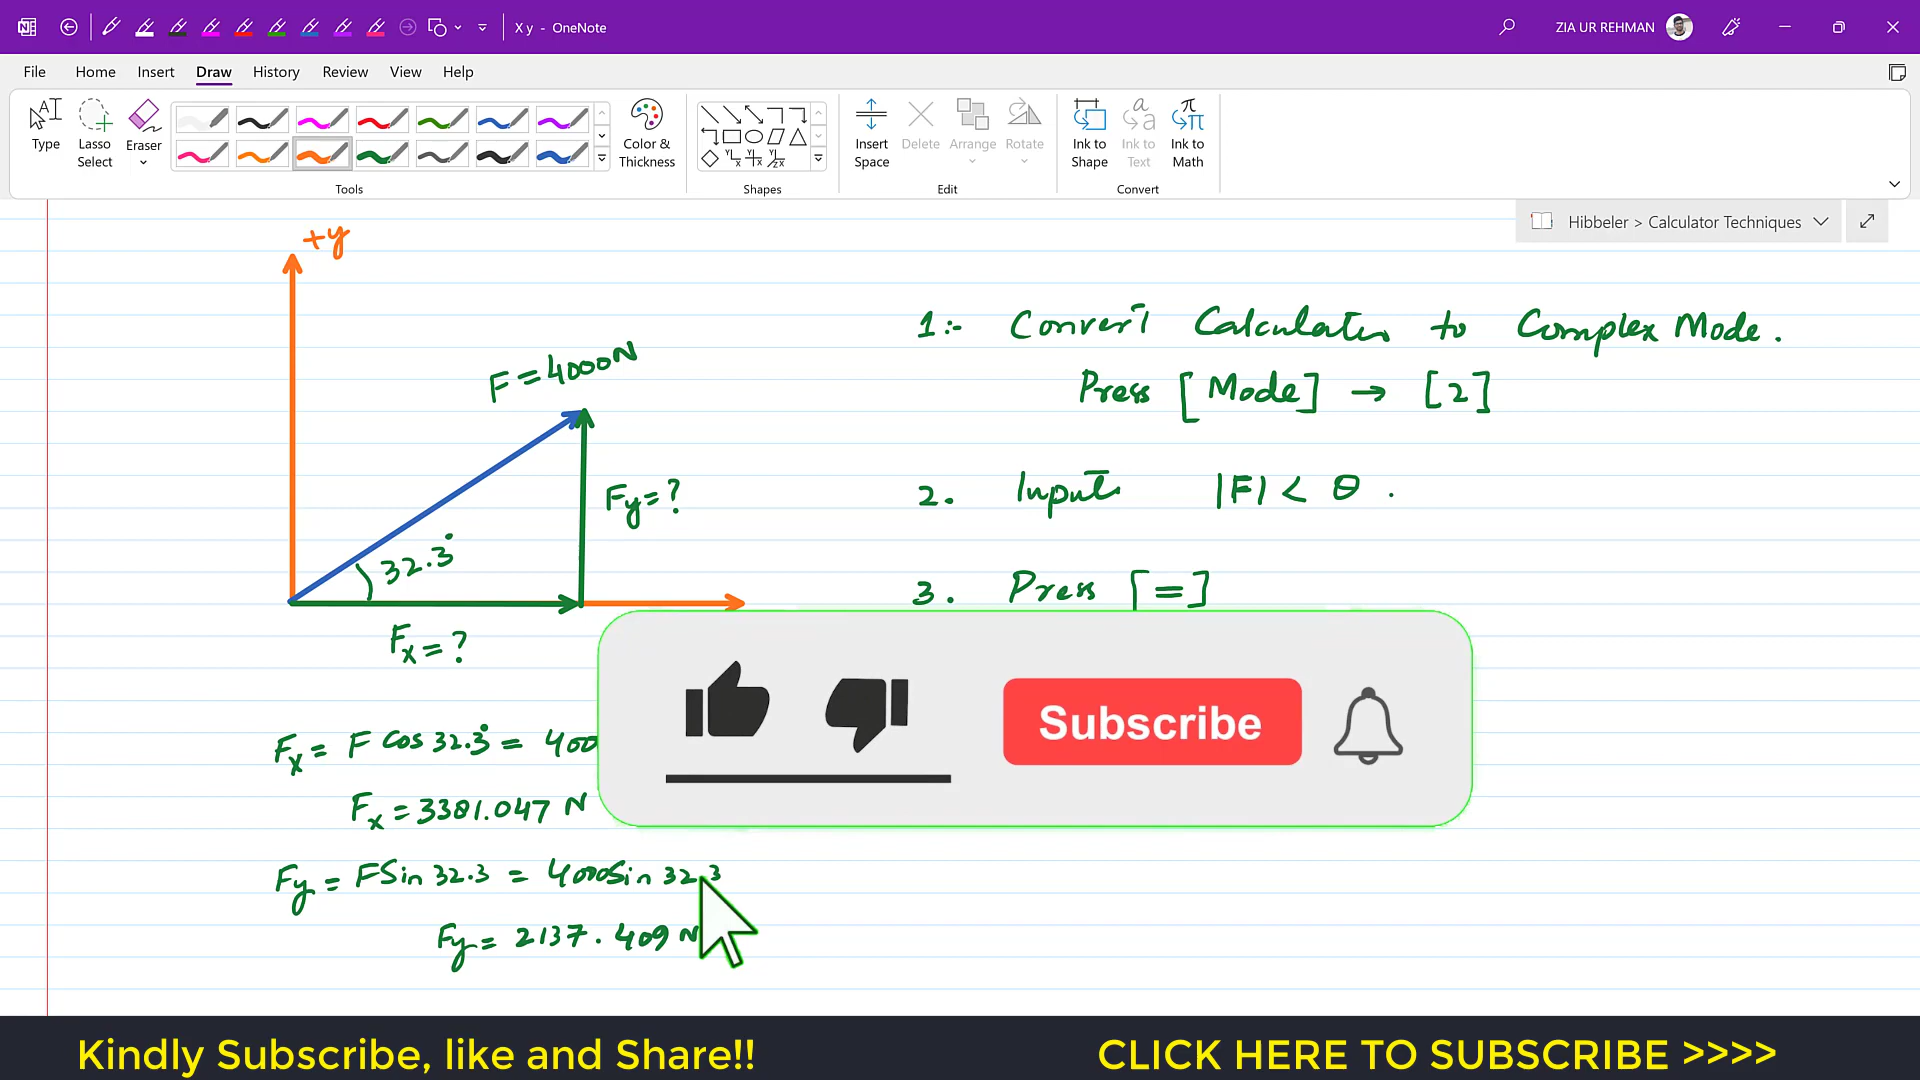 X y - OneNote
ZIA UR REHMAN
File Home Insert Draw History Review View Help
Type
Lasso Select
Eraser
Color & Thickness
Insert Space
Delete
Arrange
Rotate
Ink to Shape
Ink to Text
Ink to Math
Tools
Shapes
Edit
Convert
Hibbeler > Calculator Techniques
+y
F = 4000N
Fy = ?
32.3°
Fx = ?
1:- Convert Calculator to Complex Mode.
Press [Mode] → [2]
2. Inputs |F| < θ .
3. Press [=]
Fx = F Cos 32.3° = 400
Fx = 3381.047 N
Fy = FSin 32.3 = 4000Sin 32.3
Fy = 2137.409 N
Subscribe
Kindly Subscribe, like and Share!!
CLICK HERE TO SUBSCRIBE >>>>